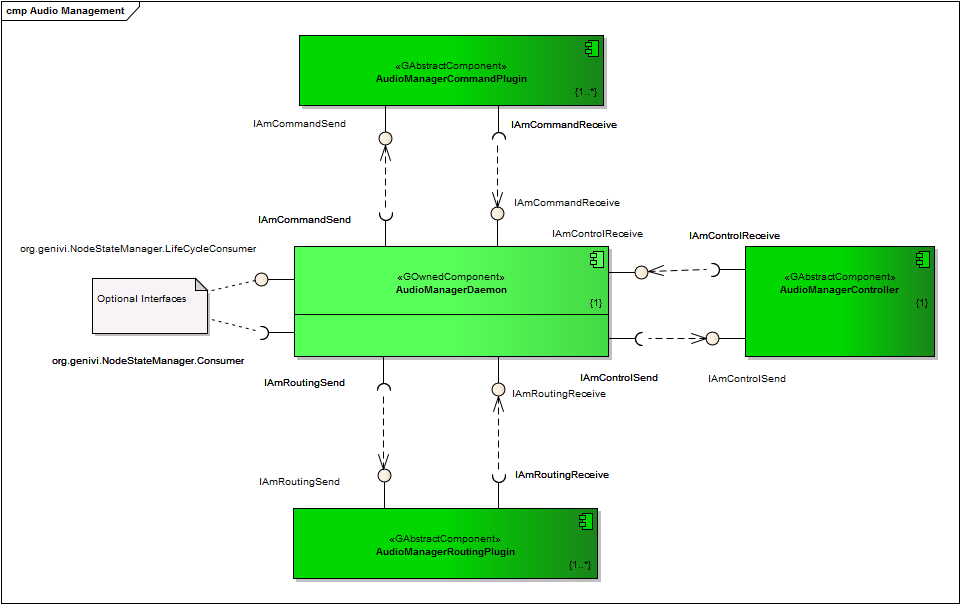 cmp Audio Management
«GAbstractComponent»
AudioManagerCommandPlugin
{1..*}
IAmCommandSend
IAmCommandReceive
IAmCommandReceive
IAmCommandSend
IAmControlReceive
IAmControlReceive
org.genivi.NodeStateManager.LifeCycleConsumer
«GOwnedComponent»
AudioManagerDaemon
{1}
«GAbstractComponent»
AudioManagerController
{1}
Optional Interfaces
org.genivi.NodeStateManager.Consumer
IAmRoutingSend
IAmControlSend
IAmControlSend
IAmRoutingReceive
IAmRoutingSend
IAmRoutingReceive
«GAbstractComponent»
AudioManagerRoutingPlugin
{1..*}